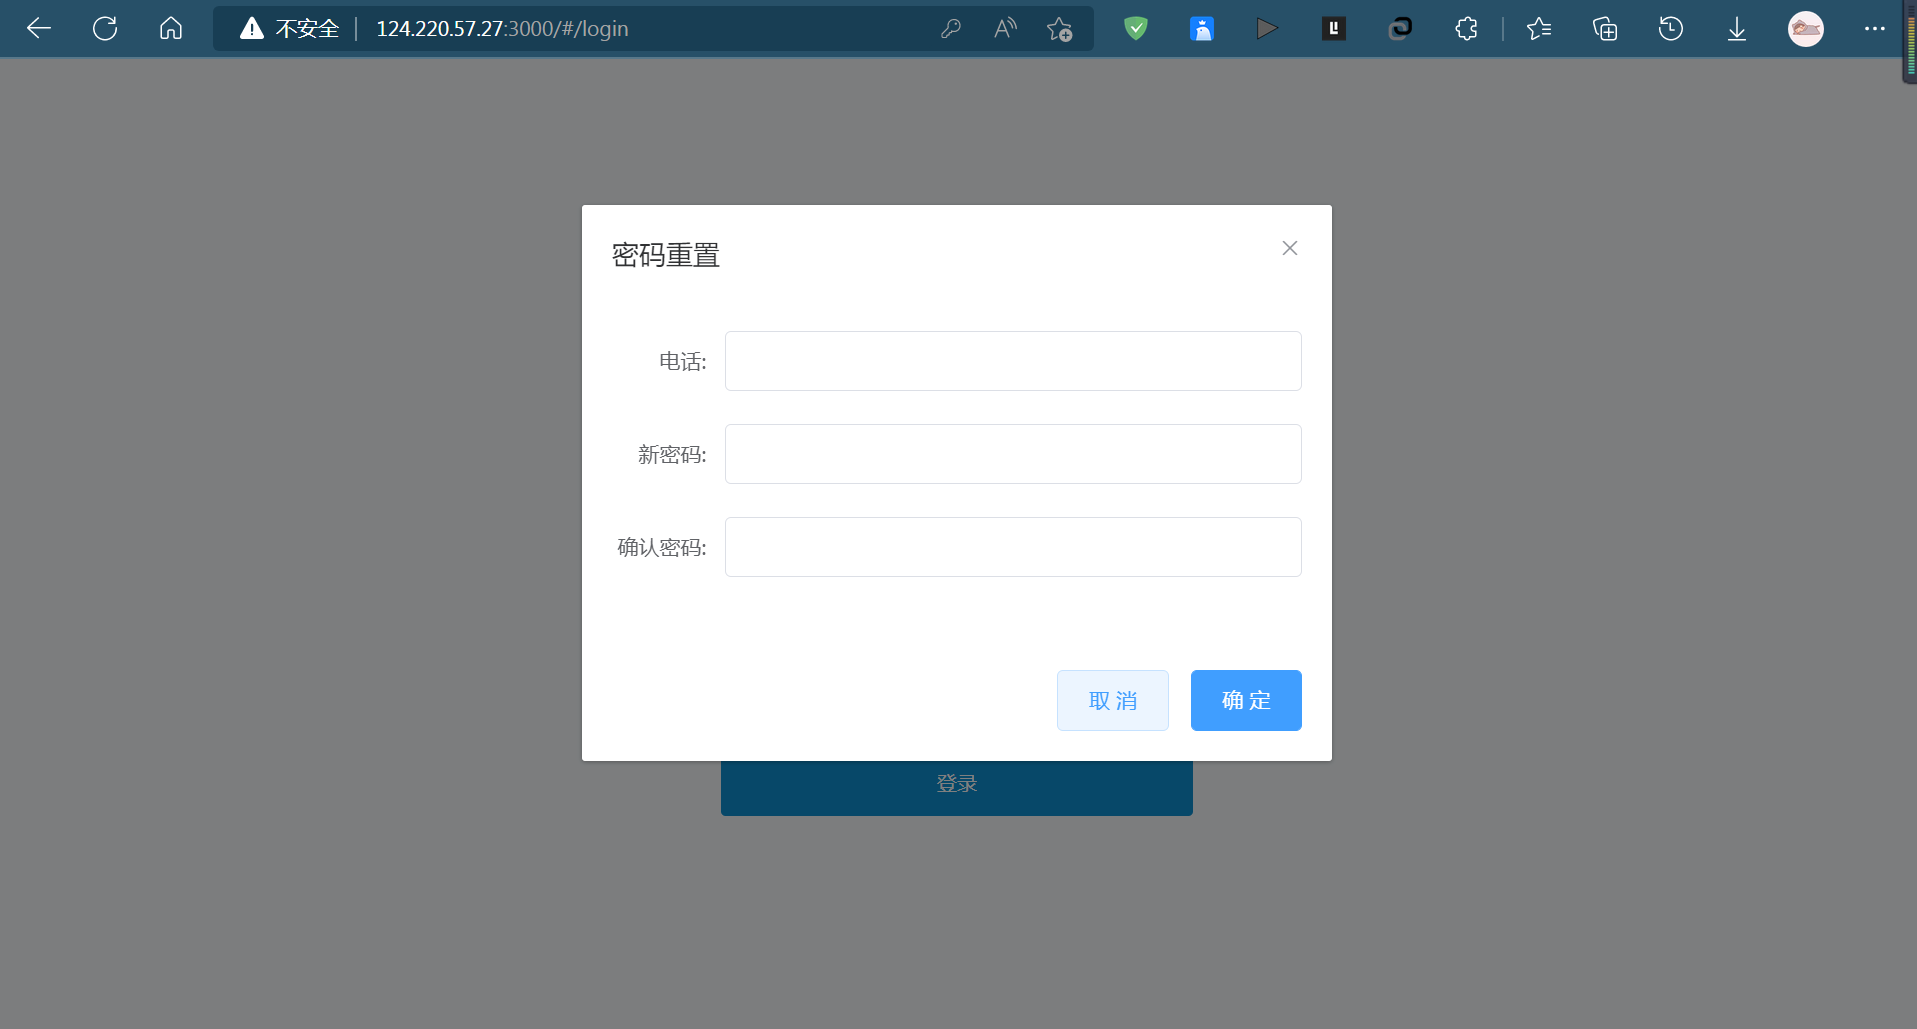 不安全 124.220.57.27:3000/#/login
密码重置
电话:
新密码:
确认密码:
取 消 确 定
登录